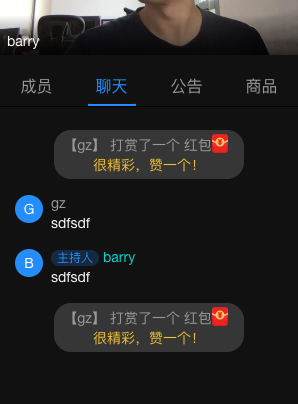 barry
成员 聊天 公告 商品
【gz】 打赏了一个 红包
很精彩，赞一个！
G gz
sdfsdf
B 主持人 barry
sdfsdf
【gz】 打赏了一个 红包
很精彩，赞一个！